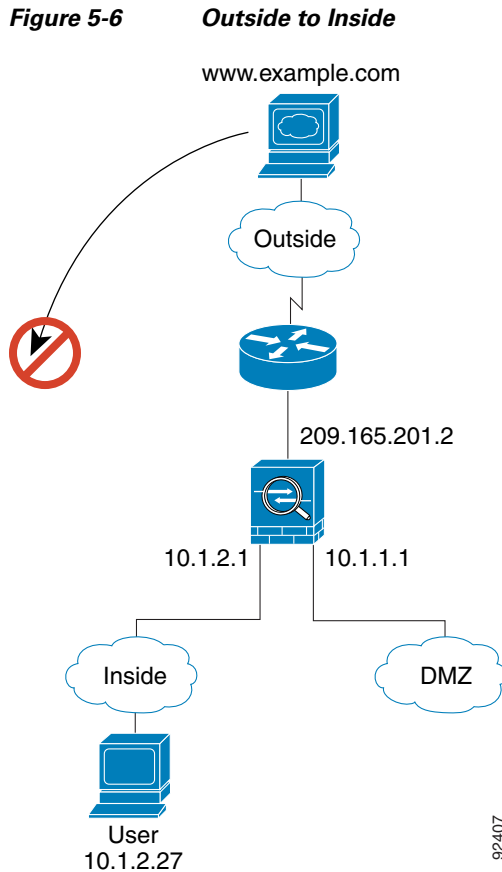 Figure 5-6 Outside to Inside
www.example.com
Outside
209.165.201.2
10.1.2.1 10.1.1.1
Inside DMZ
User
10.1.2.27
92407